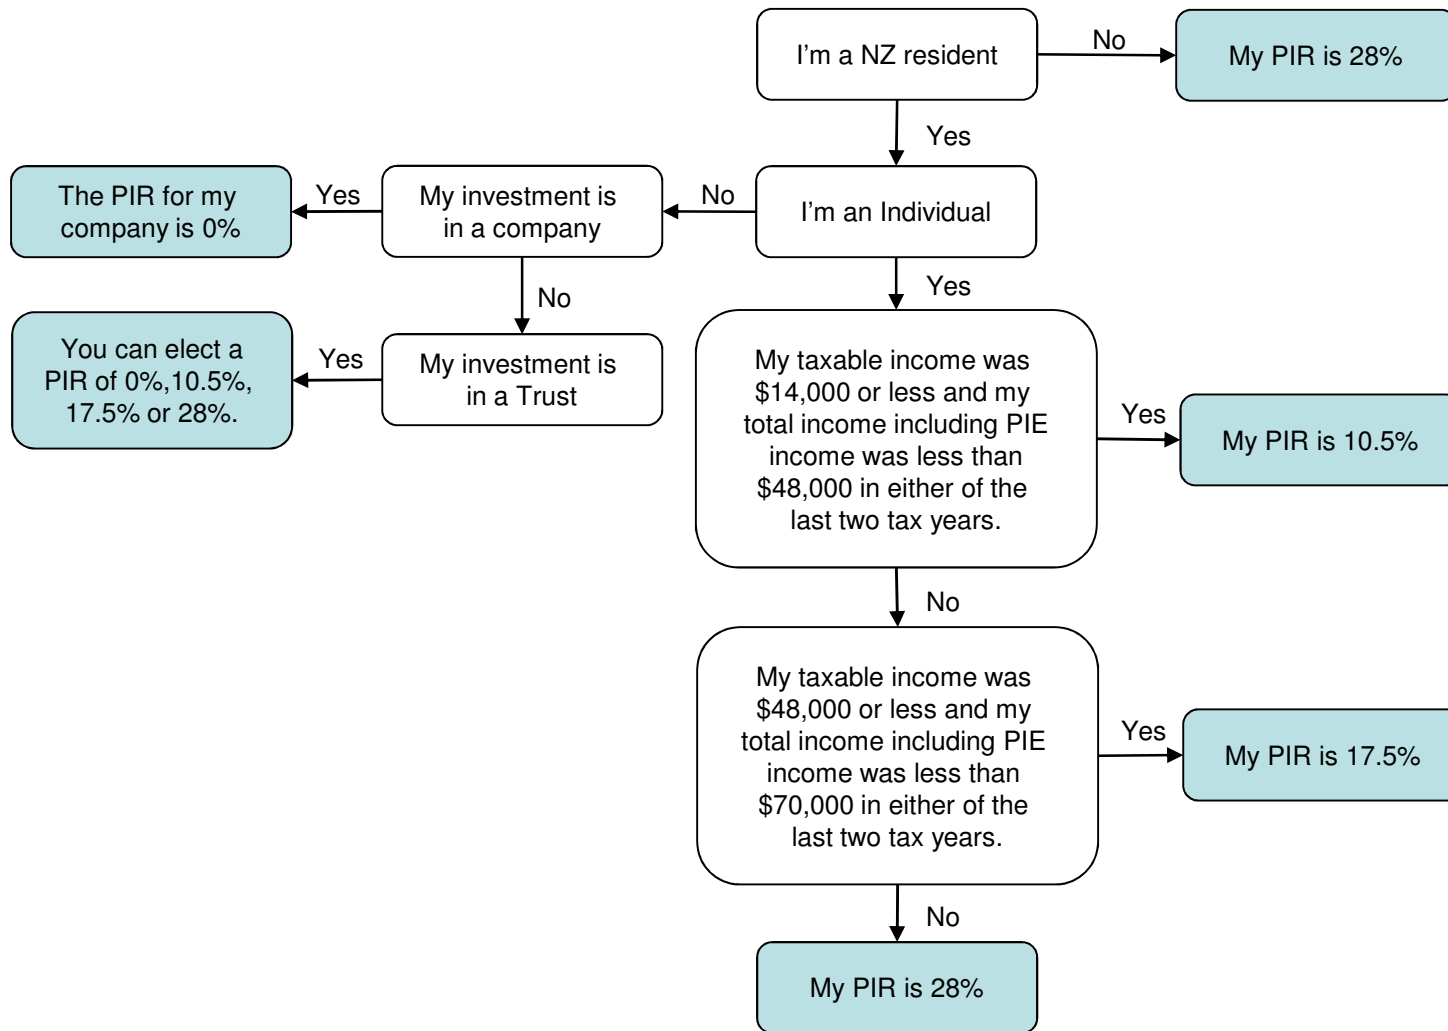 I’m a NZ resident
No
My PIR is 28%
Yes
The PIR for my
company is 0%
Yes
My investment is
in a company
No
I’m an Individual
No
Yes
You can elect a
PIR of 0%,10.5%,
17.5% or 28%.
Yes
My investment is
in a Trust
My taxable income was
$14,000 or less and my
total income including PIE
income was less than
$48,000 in either of the
last two tax years.
Yes
My PIR is 10.5%
No
My taxable income was
$48,000 or less and my
total income including PIE
income was less than
$70,000 in either of the
last two tax years.
Yes
My PIR is 17.5%
No
My PIR is 28%